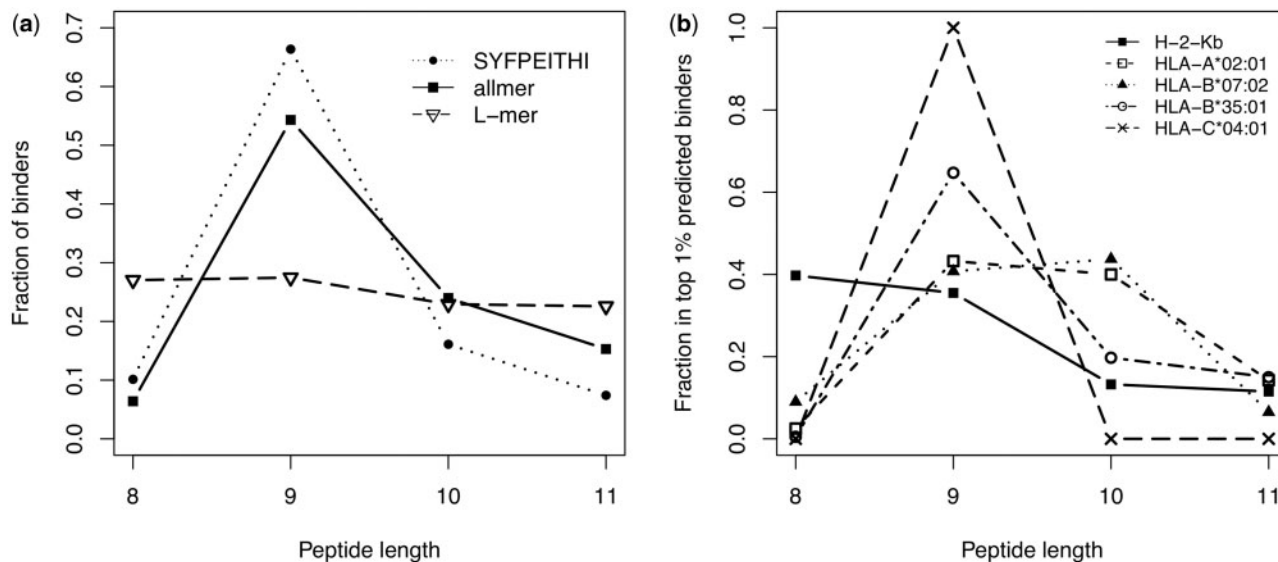 (a)
SYFPEITHI
allmer
L-mer
Fraction of binders
0.7
0.6
0.5
0.4
0.3
0.2
0.1
0.0
8 9 10 11
Peptide length
(b)
H-2-Kb
HLA-A*02:01
HLA-B*07:02
HLA-B*35:01
HLA-C*04:01
Fraction in top 1% predicted binders
1.0
0.8
0.6
0.4
0.2
0.0
8 9 10 11
Peptide length